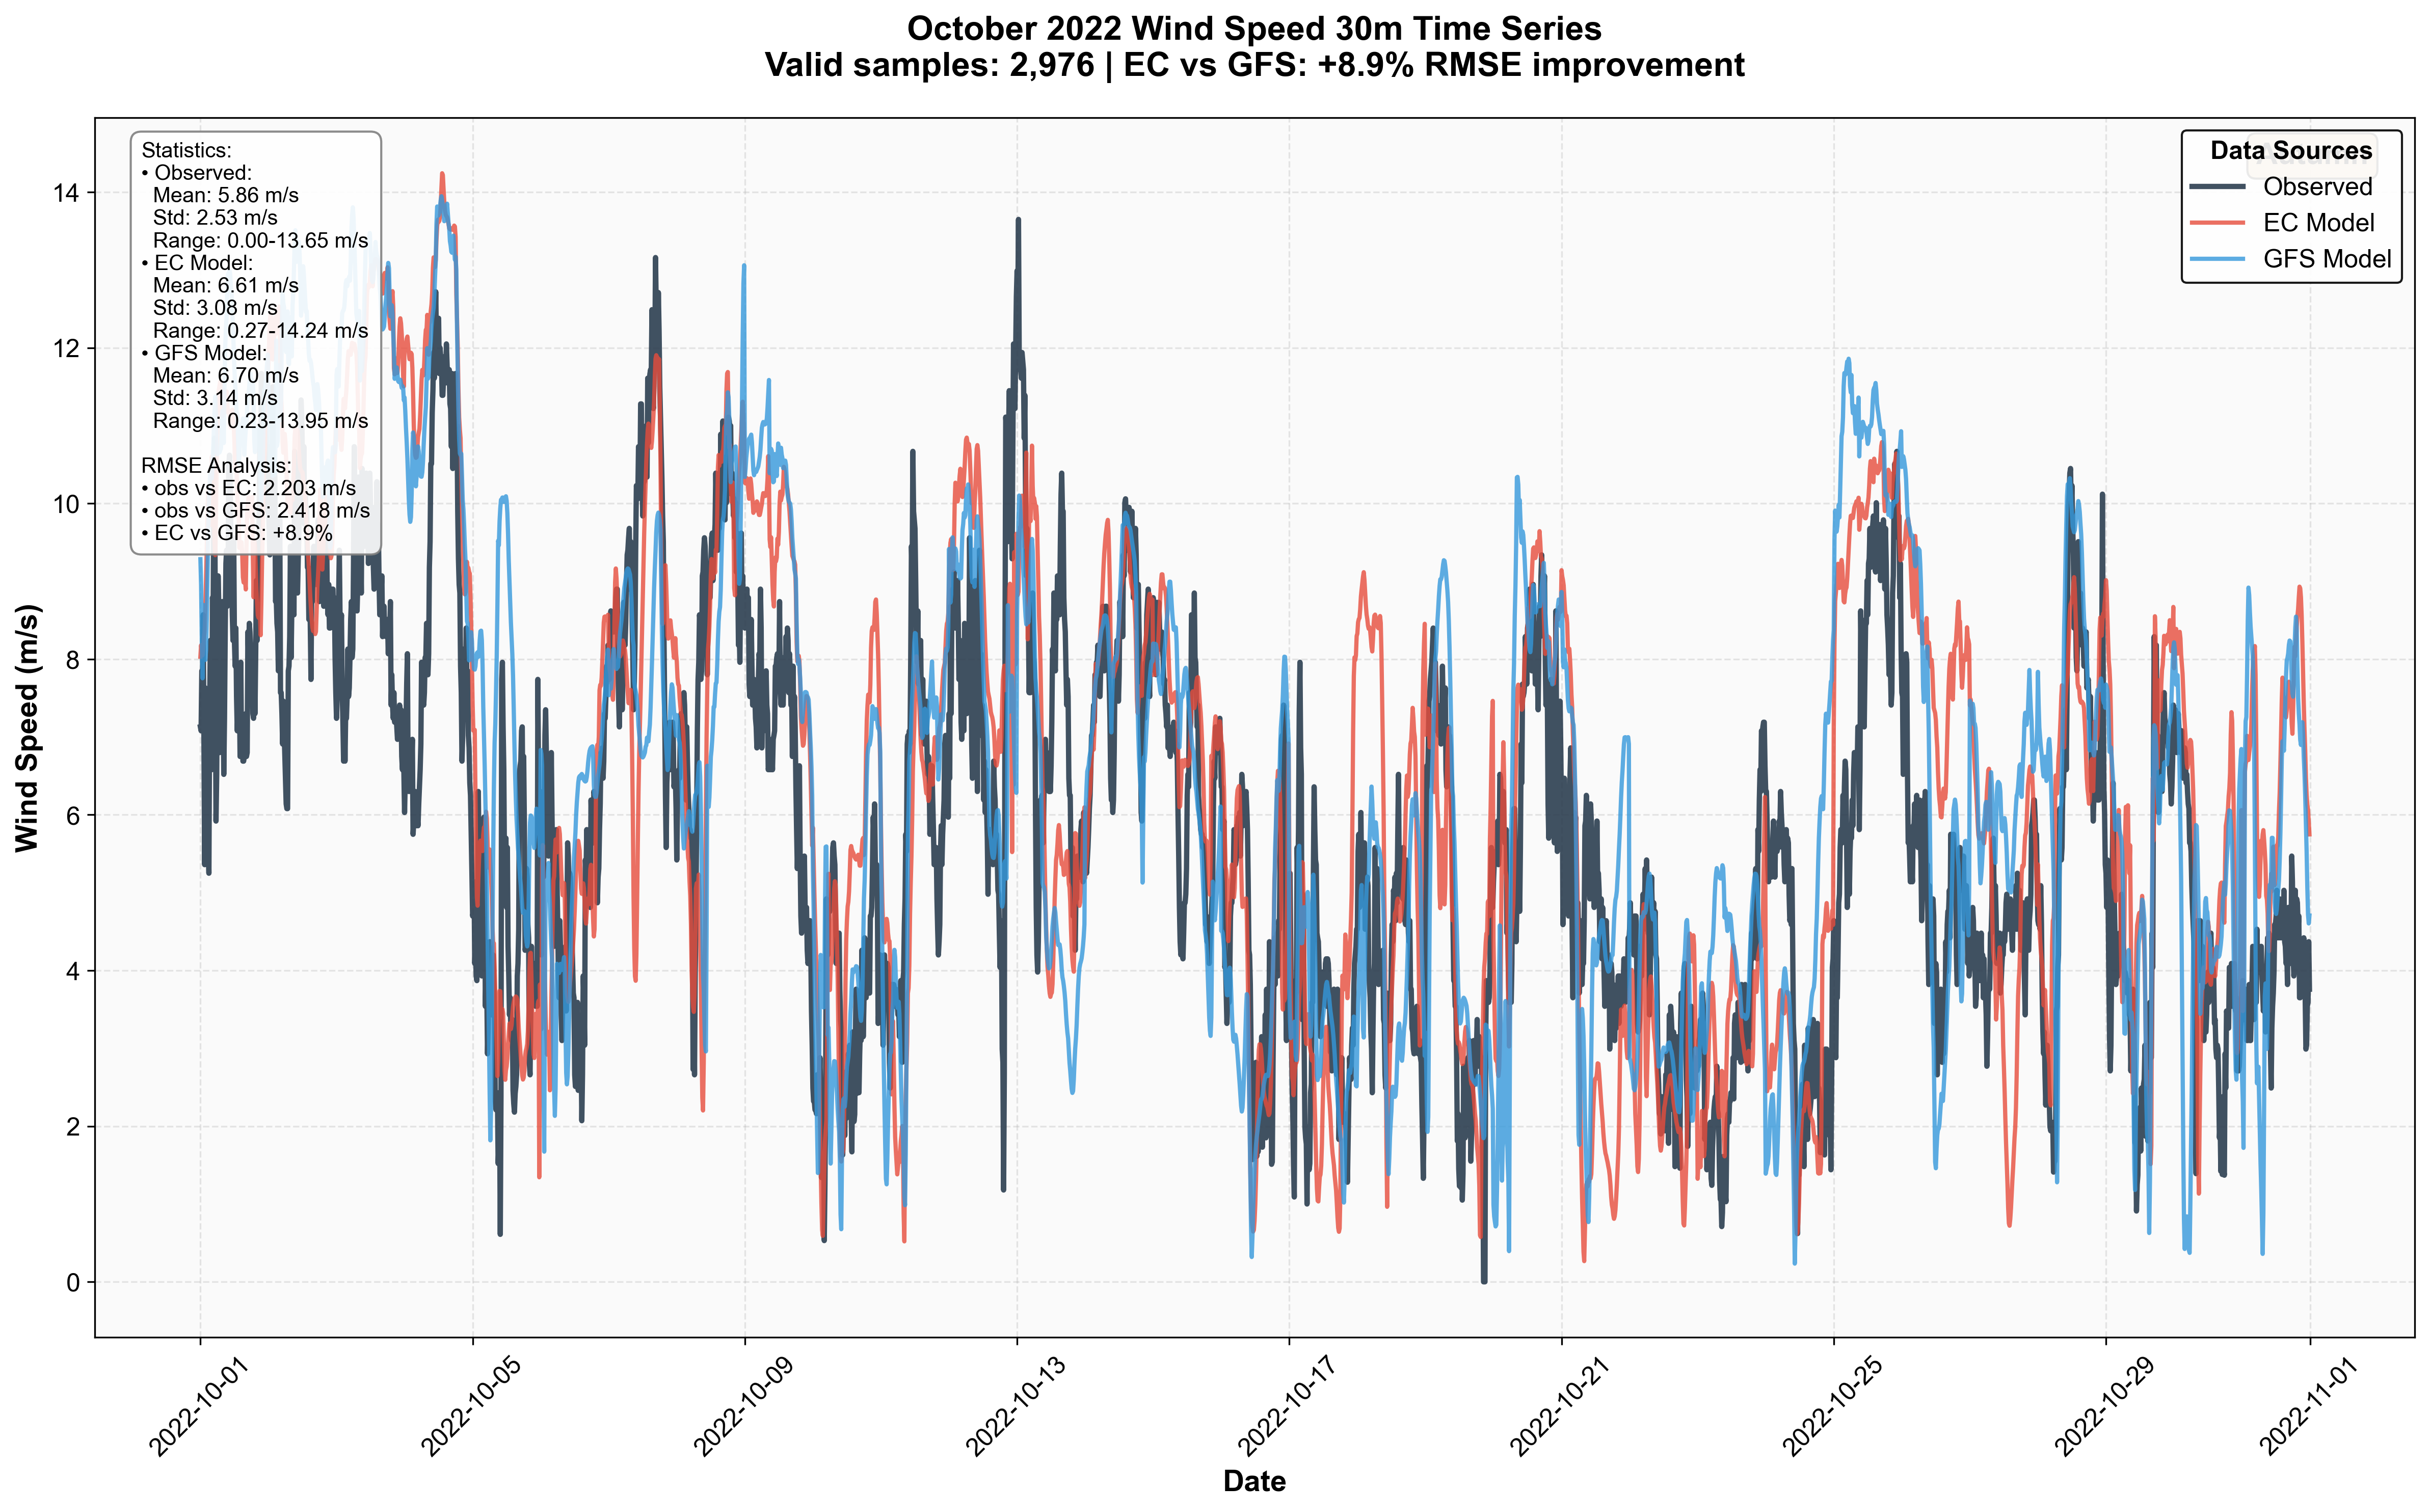 October 2022 Wind Speed 30m Time Series
Valid samples: 2,976 | EC vs GFS: +8.9% RMSE improvement
Statistics:
• Observed:
Mean: 5.86 m/s
Std: 2.53 m/s
Range: 0.00-13.65 m/s
• EC Model:
Mean: 6.61 m/s
Std: 3.08 m/s
Range: 0.27-14.24 m/s
• GFS Model:
Mean: 6.70 m/s
Std: 3.14 m/s
Range: 0.23-13.95 m/s
RMSE Analysis:
• obs vs EC: 2.203 m/s
• obs vs GFS: 2.418 m/s
• EC vs GFS: +8.9%
Data Sources
Observed
EC Model
GFS Model
Wind Speed (m/s)
14
12
10
8
6
4
2
0
2022-10-01
2022-10-05
2022-10-09
2022-10-13
2022-10-17
2022-10-21
2022-10-25
2022-10-29
2022-11-01
Date